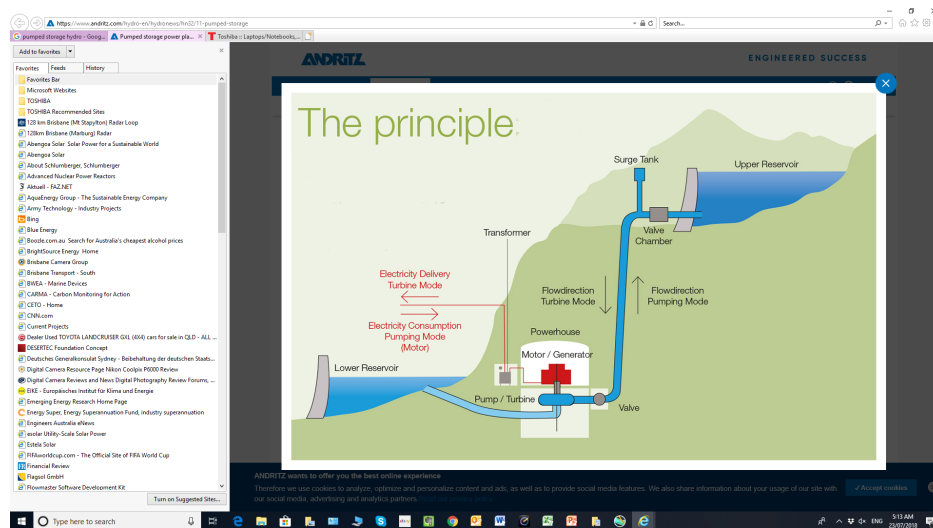 https://www.andritz.com/hydro-en/hydronews/hn32/11-pumped-storage
Search...
pumped storage hydro - Goog...
Pumped storage power pla...
Toshiba :: Laptops/Notebooks,...
Add to favorites
Favorites
Feeds
History
Favorites Bar
Microsoft Websites
TOSHIBA
TOSHIBA Recommended Sites
128 km Brisbane (Mt Stapylton) Radar Loop
128km Brisbane (Marburg) Radar
Abengoa Solar Solar Power for a Sustainable World
Abengoa Solar
About Schlumberger, Schlumberger
Advanced Nuclear Power Reactors
Aktuell - FAZ.NET
AquaEnergy Group - The Sustainable Energy Company
Army Technology - Industry Projects
Bing
Blue Energy
Boozle.com.au Search for Australia's cheapest alcohol prices
BrightSource Energy Home
Brisbane Camera Group
Brisbane Transport - South
BWEA - Marine Devices
CARMA - Carbon Monitoring for Action
CETO - Home
CNN.com
Current Projects
Dealer Used TOYOTA LANDCRUISER GXL (4X4) cars for sale in QLD - ALL ...
DESERTEC Foundation Concept
Deutsches Generalkonsulat Sydney - Beibehaltung der deutschen Staats...
Digital Camera Resource Page Nikon Coolpix P6000 Review
Digital Camera Reviews and News Digital Photography Review Forums, ...
EIKE - Europäisches Institut für Klima und Energie
Emerging Energy Research Home Page
Energy Super, Energy Superannuation Fund, industry superannuation
Engineers Australia eNews
esolar Utility-Scale Solar Power
Estela Solar
FIFAworldcup.com - The Official Site of FIFA World Cup
Financial Review
Flagsol GmbH
Flowmaster Software Development Kit
Turn on Suggested Sites...
ANDRITZ
ENGINEERED SUCCESS
The principle:
Surge Tank
Upper Reservoir
Valve
Chamber
Transformer
Electricity Delivery
Turbine Mode
Flowdirection
Turbine Mode
Flowdirection
Pumping Mode
Electricity Consumption
Pumping Mode
(Motor)
Powerhouse
Motor / Generator
Lower Reservoir
Pump / Turbine
Valve
ANDRITZ wants to offer you the best online experience
Therefore we use cookies to analyze, optimize and personalize content and ads, as well as to provide social media features. We also share information about your usage of our site with
our social media, advertising and analytics partners
Accept cookies
Type here to search
ENG
5:13 AM
23/07/2018